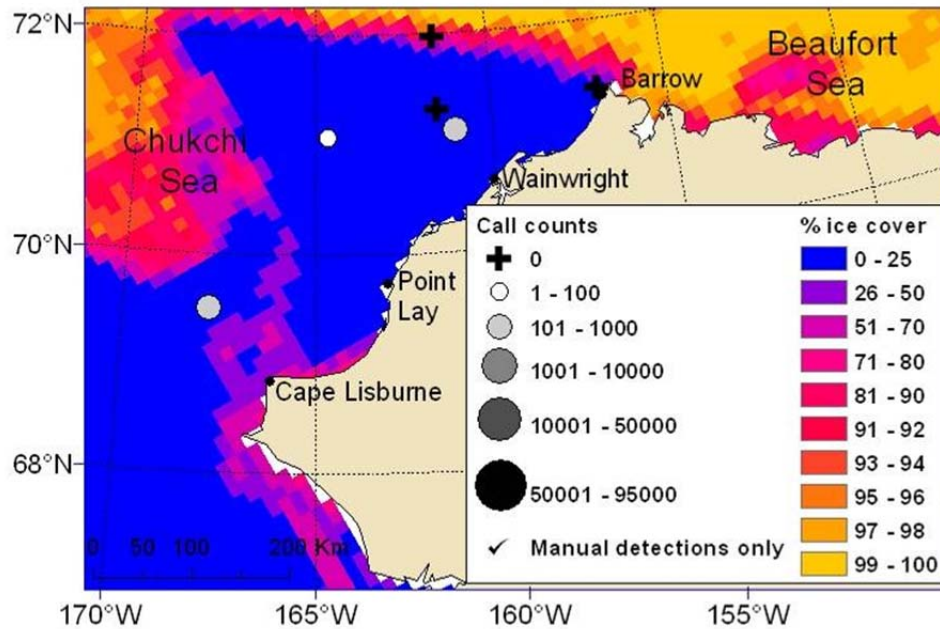 72°N
Beaufort
Sea
Barrow
Chukchi
Sea
Wainwright
70°N
Point
Lay
Cape Lisburne
68°N
0 50 100 200 Km
170°W 165°W 160°W 155°W
Call counts
0
1 - 100
101 - 1000
1001 - 10000
10001 - 50000
50001 - 95000
Manual detections only
% ice cover
0 - 25
26 - 50
51 - 70
71 - 80
81 - 90
91 - 92
93 - 94
95 - 96
97 - 98
99 - 100